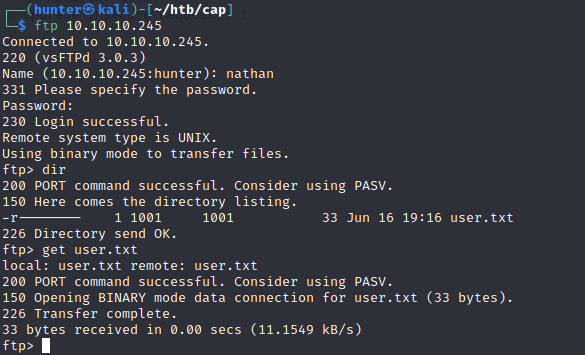 (hunter㉿kali)-[~/htb/cap]
$ ftp 10.10.10.245
Connected to 10.10.10.245.
220 (vsFTPd 3.0.3)
Name (10.10.10.245:hunter): nathan
331 Please specify the password.
Password:
230 Login successful.
Remote system type is UNIX.
Using binary mode to transfer files.
ftp> dir
200 PORT command successful. Consider using PASV.
150 Here comes the directory listing.
-r-------- 1 1001 1001 33 Jun 16 19:16 user.txt
226 Directory send OK.
ftp> get user.txt
local: user.txt remote: user.txt
200 PORT command successful. Consider using PASV.
150 Opening BINARY mode data connection for user.txt (33 bytes).
226 Transfer complete.
33 bytes received in 0.00 secs (11.1549 kB/s)
ftp>